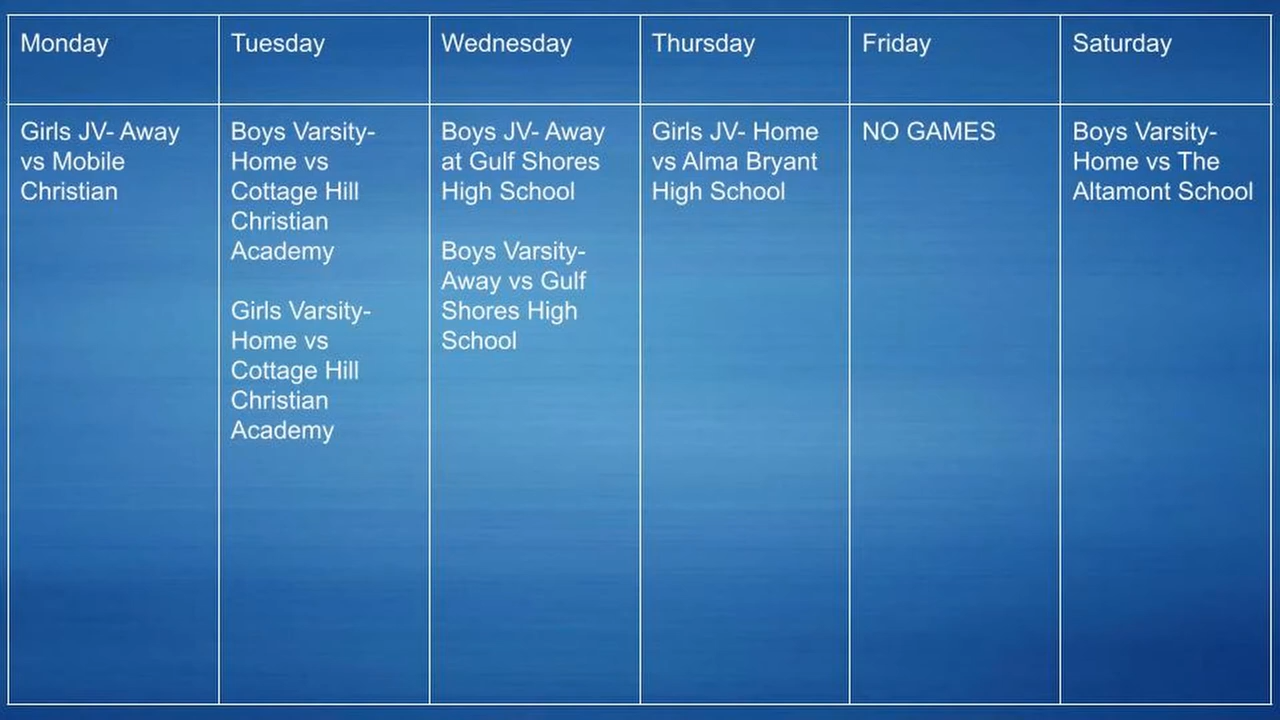 Monday
Tuesday
Wednesday
Thursday
Friday
Saturday
Girls JV- Away
vs Mobile
Christian
Boys Varsity-
Home vs
Cottage Hill
Christian
Academy
Girls Varsity-
Home vs
Cottage Hill
Christian
Academy
Boys JV- Away
at Gulf Shores
High School
Boys Varsity-
Away vs Gulf
Shores High
School
Girls JV- Home
vs Alma Bryant
High School
NO GAMES
Boys Varsity-
Home vs The
Altamont School